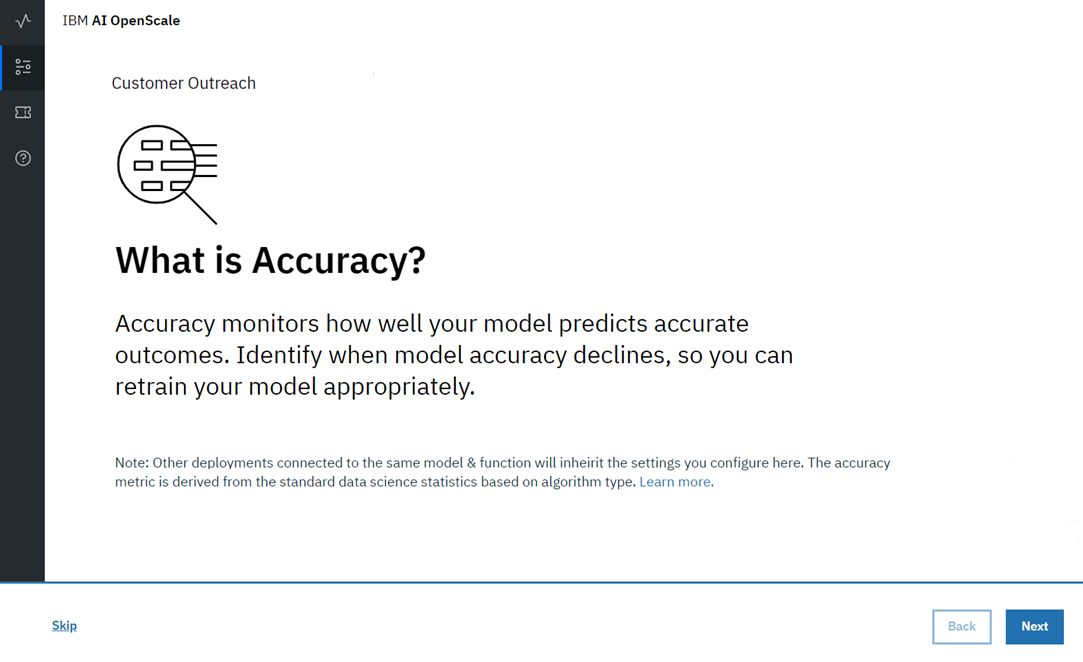 IBM AI OpenScale
Customer Outreach
What is Accuracy?
Accuracy monitors how well your model predicts accurate
outcomes. Identify when model accuracy declines, so you can
retrain your model appropriately.
Note: Other deployments connected to the same model & function will inheirit the settings you configure here. The accuracy
metric is derived from the standard data science statistics based on algorithm type. Learn more.
Skip
Back
Next